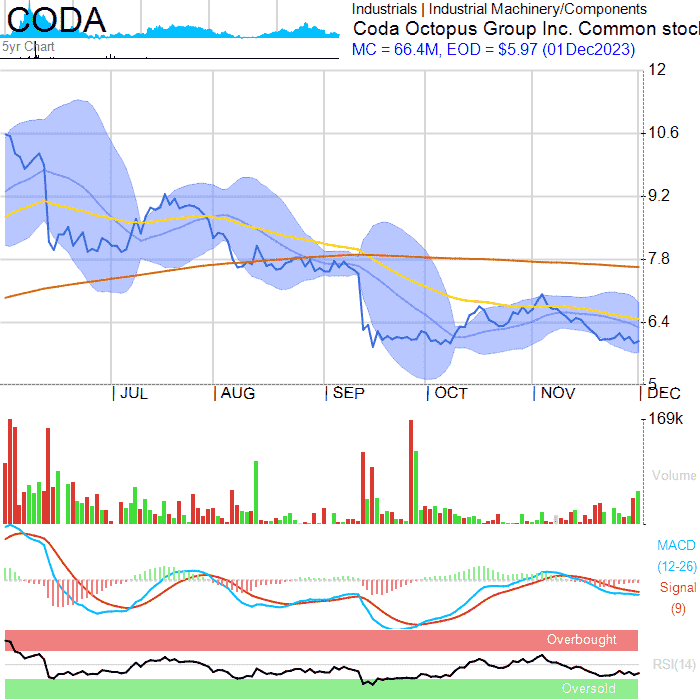 CODA
5yr Chart
Industrials | Industrial Machinery/Components
Coda Octopus Group Inc. Common stoc
MC = 66.4M, EOD = $5.97 (01Dec2023)
12
10.6
9.2
7.8
6.4
5
JUL AUG SEP OCT NOV DEC
169k
Volume
MACD
(12-26)
Signal
(9)
Overbought
RSI(14)
Oversold